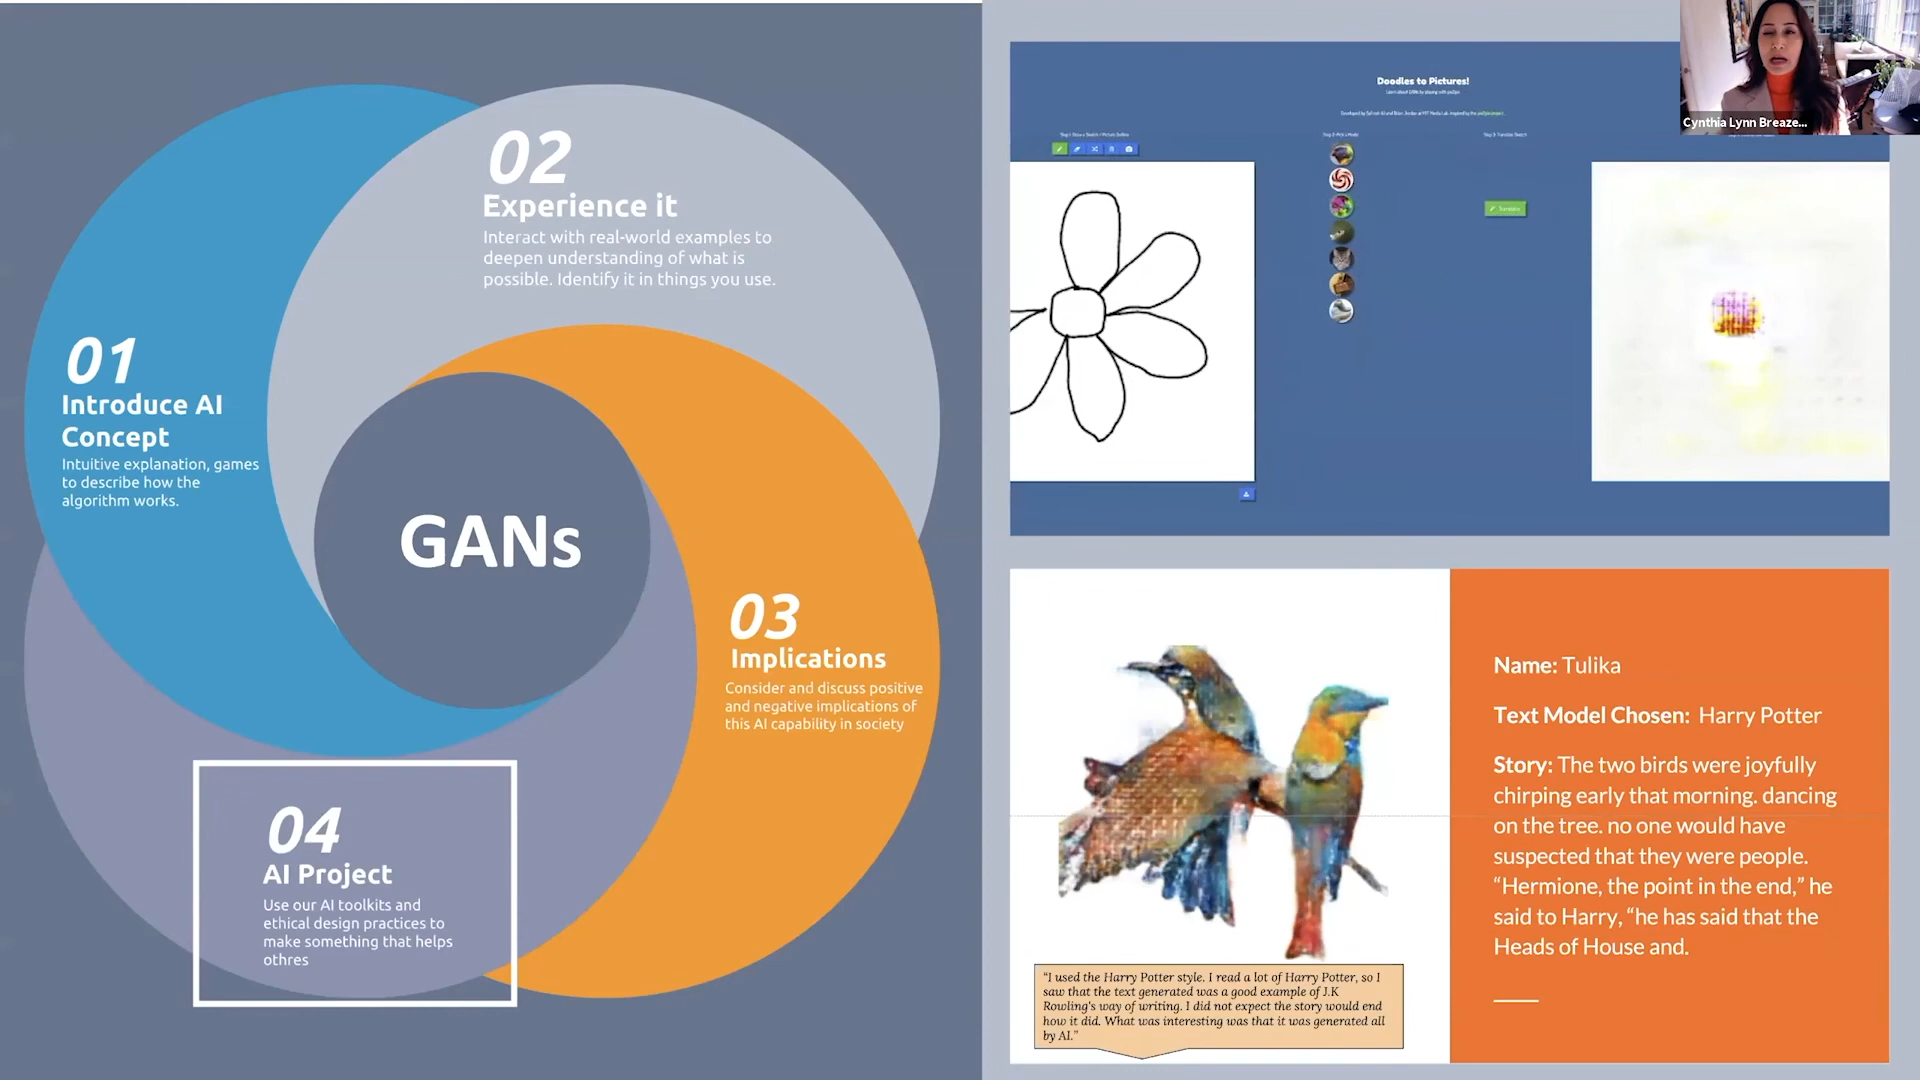 02
Experience it
Interact with real-world examples to
deepen understanding of what is
possible. Identify it in things you use.
01
Introduce AI
Concept
Intuitive explanation, games
to describe how the
algorithm works.
GANs
03
Implications
Consider and discuss positive
and negative implications of
this AI capability in society
04
AI Project
Use our AI toolkits and
ethical design practices to
make something that helps
othres
Doodles to Pictures!
Learn about GANs by playing with pix2pix
Translate
Cynthia Lynn Breaze...
"I used the Harry Potter style. I read a lot of Harry Potter, so I
saw that the text generated was a good example of J.K
Rowling's way of writing. I did not expect the story would end
how it did. What was interesting was that it was generated all
by AI."
Name: Tulika
Text Model Chosen: Harry Potter
Story: The two birds were joyfully
chirping early that morning. dancing
on the tree. no one would have
suspected that they were people.
“Hermione, the point in the end,” he
said to Harry, “he has said that the
Heads of House and.